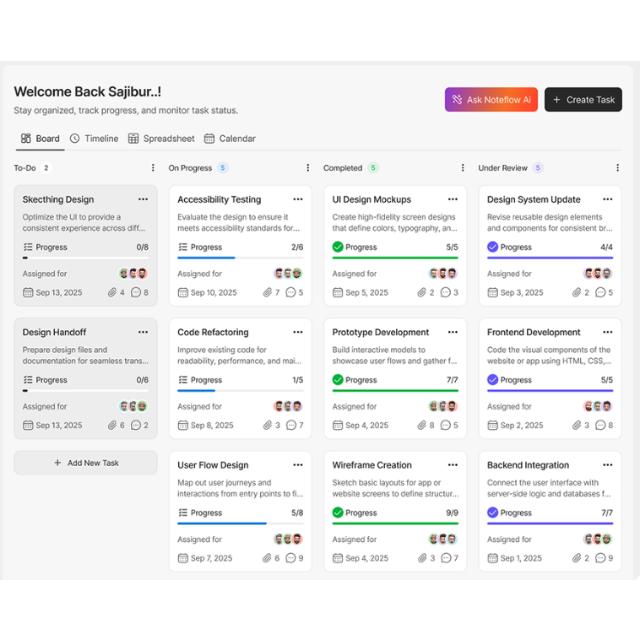 Welcome Back Sajibur..!
Stay organized, track progress, and monitor task status.
Ask Noteflow Ai
+ Create Task
Board
Timeline
Spreadsheet
Calendar
To-Do 2
Skecthing Design
Optimize the UI to provide a
consistent experience across diff...
Progress 0/8
Assigned for
Sep 13, 2025 4 8
Design Handoff
Prepare design files and
documentation for seamless trans...
Progress 0/6
Assigned for
Sep 13, 2025 6 2
+ Add New Task
On Progress 5
Accessibility Testing
Evaluate the design to ensure it
meets accessibility standards for...
Progress 2/6
Assigned for
Sep 10, 2025 7 5
Code Refactoring
Improve existing code for
readability, performance, and mai...
Progress 1/5
Assigned for
Sep 8, 2025 3 7
User Flow Design
Map out user journeys and
interactions from entry points to fi...
Progress 5/8
Assigned for
Sep 7, 2025 6 9
Completed 5
UI Design Mockups
Create high-fidelity screen designs
that define colors, typography, an...
Progress 5/5
Assigned for
Sep 5, 2025 2 3
Prototype Development
Build interactive models to
showcase user flows and gather f...
Progress 7/7
Assigned for
Sep 4, 2025 8 5
Wireframe Creation
Sketch basic layouts for app or
website screens to define structur...
Progress 9/9
Assigned for
Sep 4, 2025 3 7
Under Review 5
Design System Update
Revise reusable design elements
and components for consistent br...
Progress 4/4
Assigned for
Sep 3, 2025 2 5
Frontend Development
Code the visual components of the
website or app using HTML, CSS,...
Progress 5/5
Assigned for
Sep 2, 2025 3 8
Backend Integration
Connect the user interface with
server-side logic and databases f...
Progress 7/7
Assigned for
Sep 1, 2025 2 9